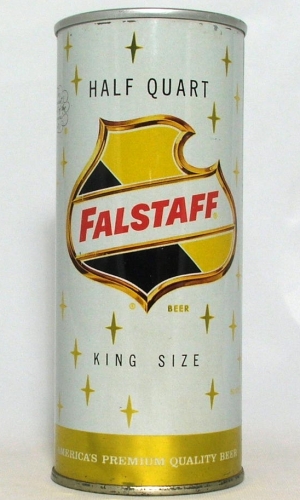 HALF QUART
FALSTAFF®
® BEER
KING SIZE
AMERICA'S PREMIUM QUALITY BEER